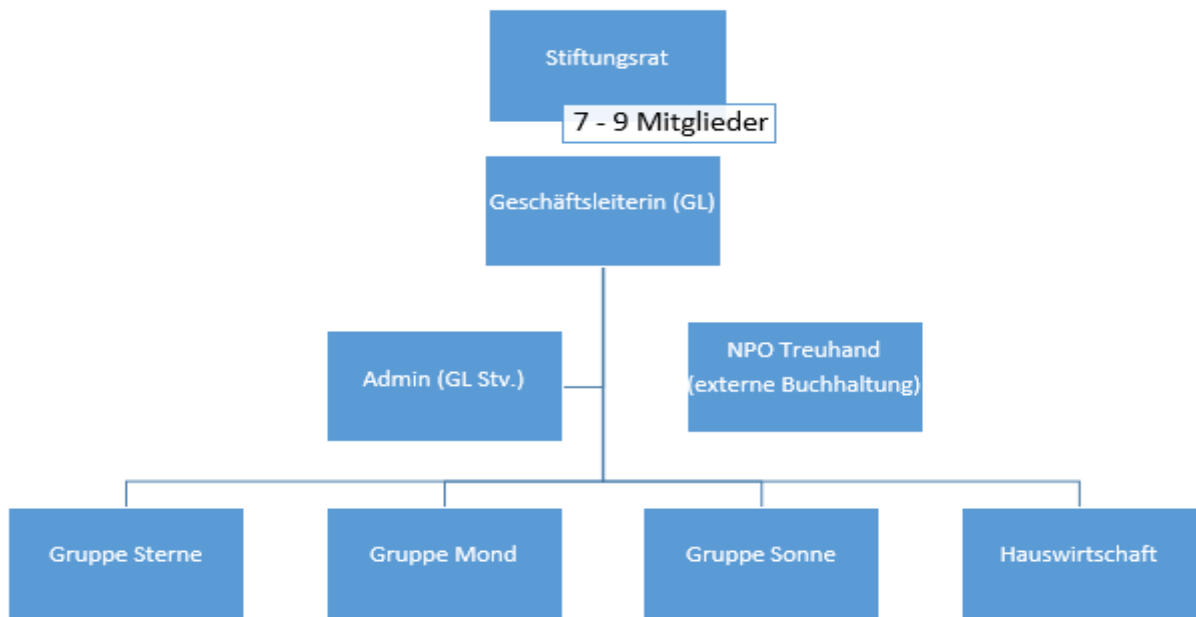 Stiftungsrat
7 - 9 Mitglieder
Geschäftsleiterin (GL)
Admin (GL Stv.)
NPO Treuhand
(externe Buchhaltung)
Gruppe Sterne
Gruppe Mond
Gruppe Sonne
Hauswirtschaft